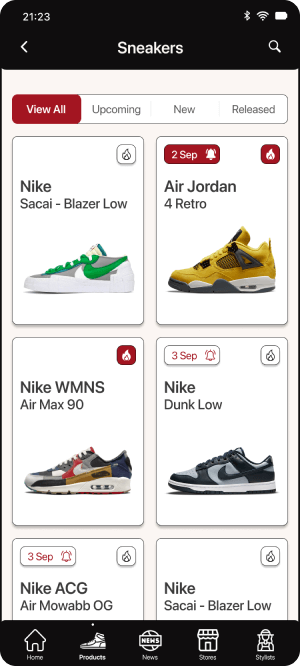 21:23
Sneakers
View All
Upcoming
New
Released
Nike
Sacai - Blazer Low
2 Sep
Air Jordan
4 Retro
Nike WMNS
Air Max 90
3 Sep
Nike
Dunk Low
3 Sep
Nike ACG
Air Mowabb OG
Nike
Sacai - Blazer Low
NEWS
Home
Products
News
Stores
Stylists